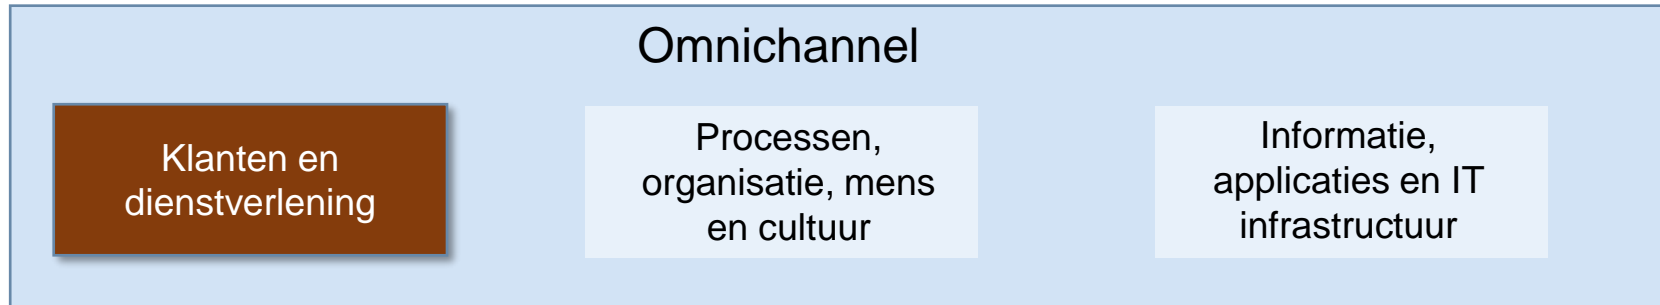 Omnichannel
Klanten en
dienstverlening
Processen,
organisatie, mens
en cultuur
Informatie,
applicaties en IT
infrastructuur